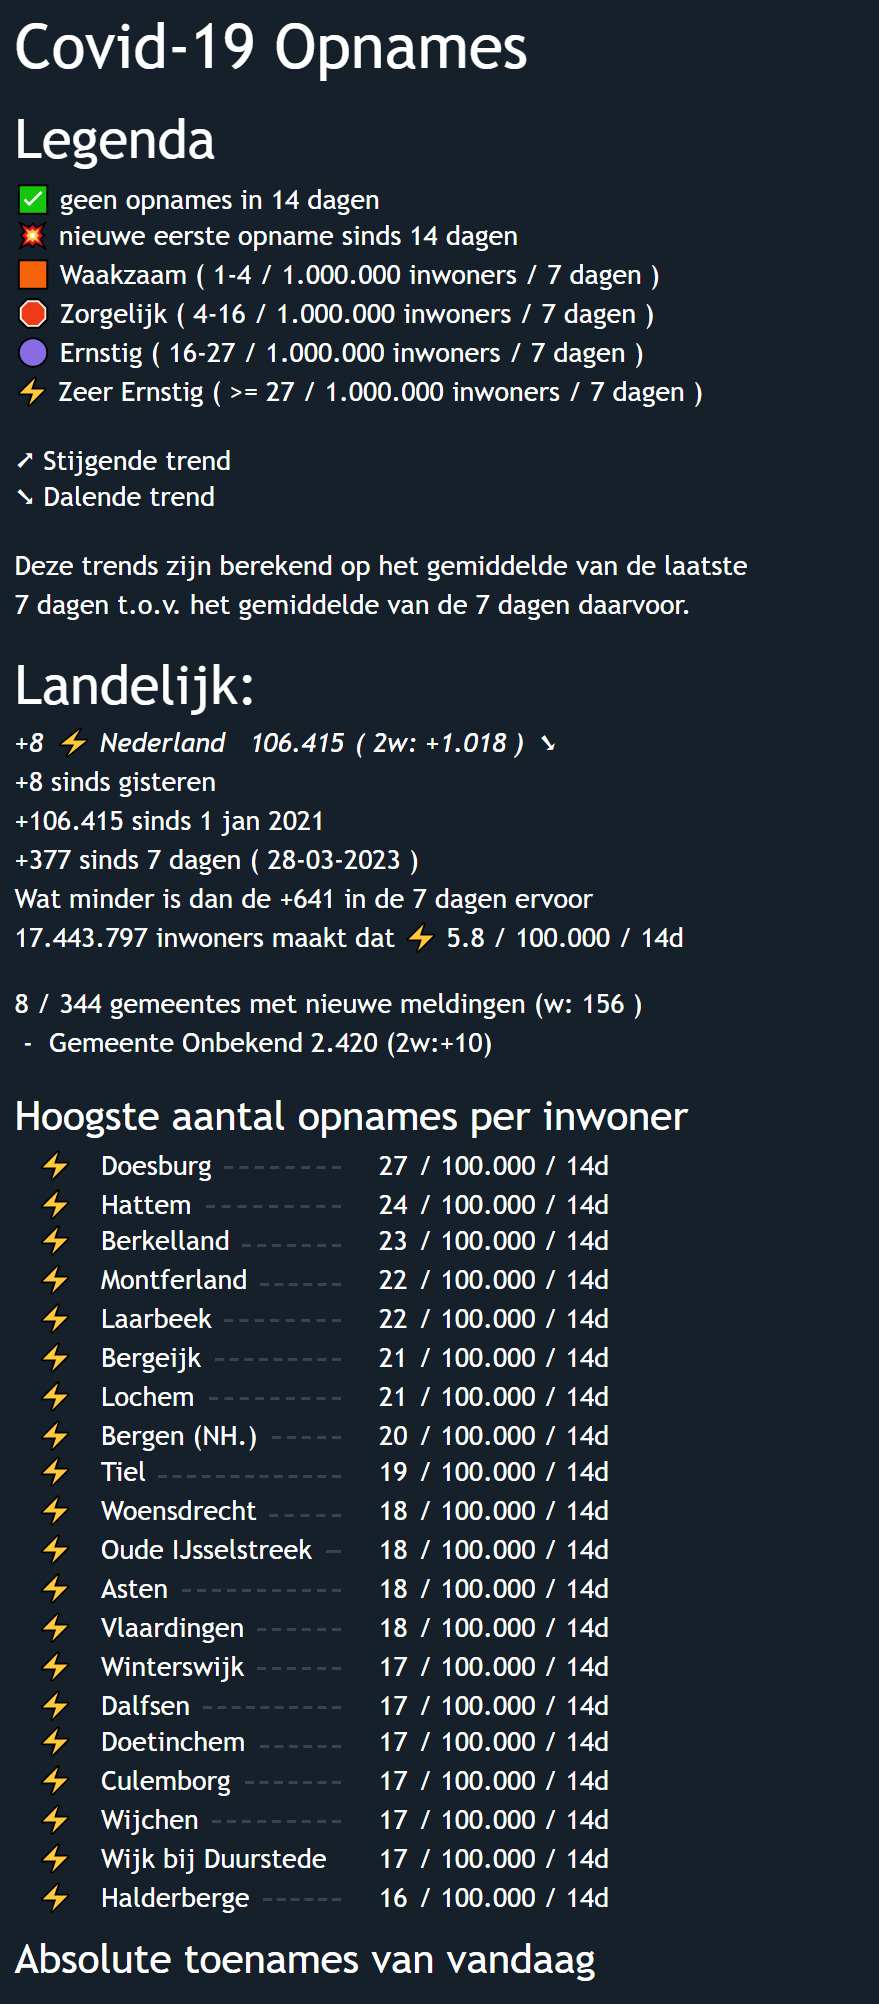 Covid-19 Opnames
Legenda
✅ geen opnames in 14 dagen
💥 nieuwe eerste opname sinds 14 dagen
🟧 Waakzaam ( 1-4 / 1.000.000 inwoners / 7 dagen )
🛑 Zorgelijk ( 4-16 / 1.000.000 inwoners / 7 dagen )
🟣 Ernstig ( 16-27 / 1.000.000 inwoners / 7 dagen )
⚡ Zeer Ernstig ( >= 27 / 1.000.000 inwoners / 7 dagen )
➚ Stijgende trend
➘ Dalende trend
Deze trends zijn berekend op het gemiddelde van de laatste
7 dagen t.o.v. het gemiddelde van de 7 dagen daarvoor.
Landelijk:
+8 ⚡ Nederland 106.415 ( 2w: +1.018 ) ➘
+8 sinds gisteren
+106.415 sinds 1 jan 2021
+377 sinds 7 dagen ( 28-03-2023 )
Wat minder is dan de +641 in de 7 dagen ervoor
17.443.797 inwoners maakt dat ⚡ 5.8 / 100.000 / 14d
8 / 344 gemeentes met nieuwe meldingen (w: 156 )
- Gemeente Onbekend 2.420 (2w:+10)
Hoogste aantal opnames per inwoner
⚡ Doesburg -------- 27 / 100.000 / 14d
⚡ Hattem --------- 24 / 100.000 / 14d
⚡ Berkelland ------- 23 / 100.000 / 14d
⚡ Montferland ------ 22 / 100.000 / 14d
⚡ Laarbeek -------- 22 / 100.000 / 14d
⚡ Bergeijk --------- 21 / 100.000 / 14d
⚡ Lochem --------- 21 / 100.000 / 14d
⚡ Bergen (NH.) ----- 20 / 100.000 / 14d
⚡ Tiel ------------- 19 / 100.000 / 14d
⚡ Woensdrecht ----- 18 / 100.000 / 14d
⚡ Oude IJsselstreek - 18 / 100.000 / 14d
⚡ Asten ----------- 18 / 100.000 / 14d
⚡ Vlaardingen ------ 18 / 100.000 / 14d
⚡ Winterswijk ------ 17 / 100.000 / 14d
⚡ Dalfsen ---------- 17 / 100.000 / 14d
⚡ Doetinchem ------ 17 / 100.000 / 14d
⚡ Culemborg ------- 17 / 100.000 / 14d
⚡ Wijchen --------- 17 / 100.000 / 14d
⚡ Wijk bij Duurstede 17 / 100.000 / 14d
⚡ Halderberge ------ 16 / 100.000 / 14d
Absolute toenames van vandaag